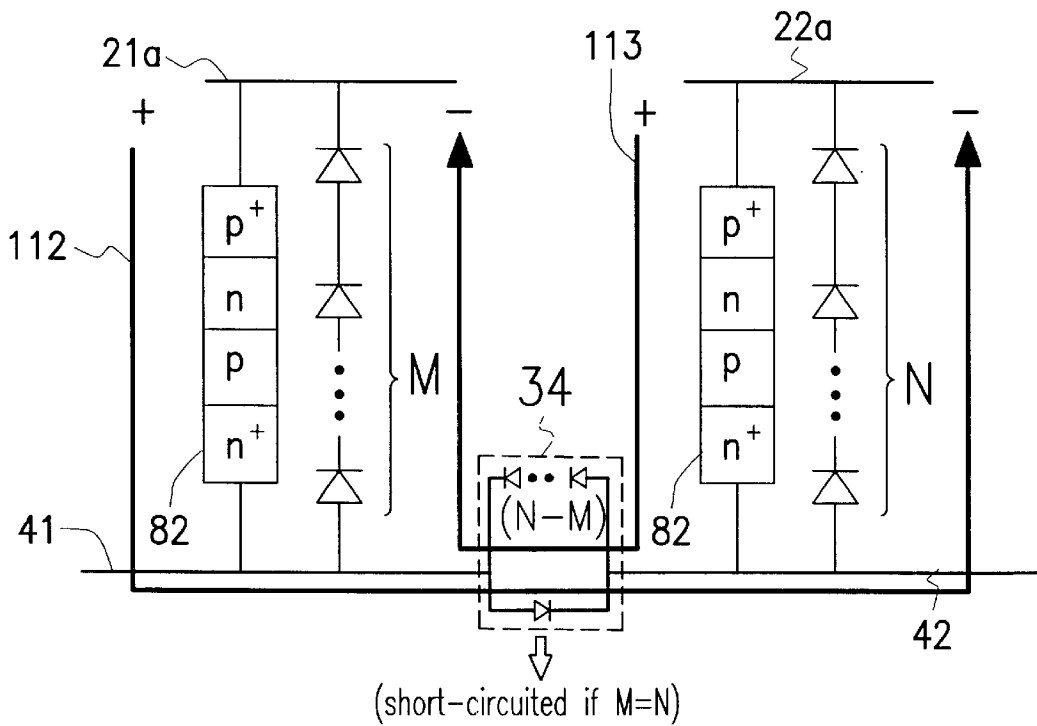 21a
113
22a
+
−
+
−
112
p+
n
p
n+
M
34
p+
n
p
n+
N
(N−M)
82
82
41
42
(short-circuited if M=N)